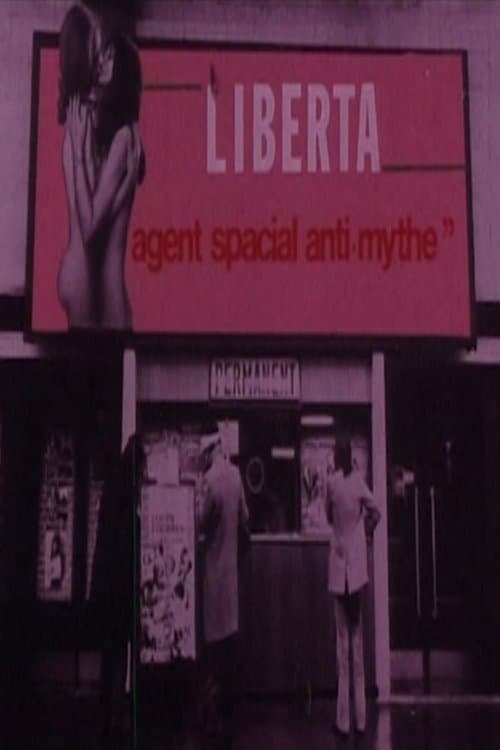 LIBERTA
agent spacial anti-mythe”
PERMANENT